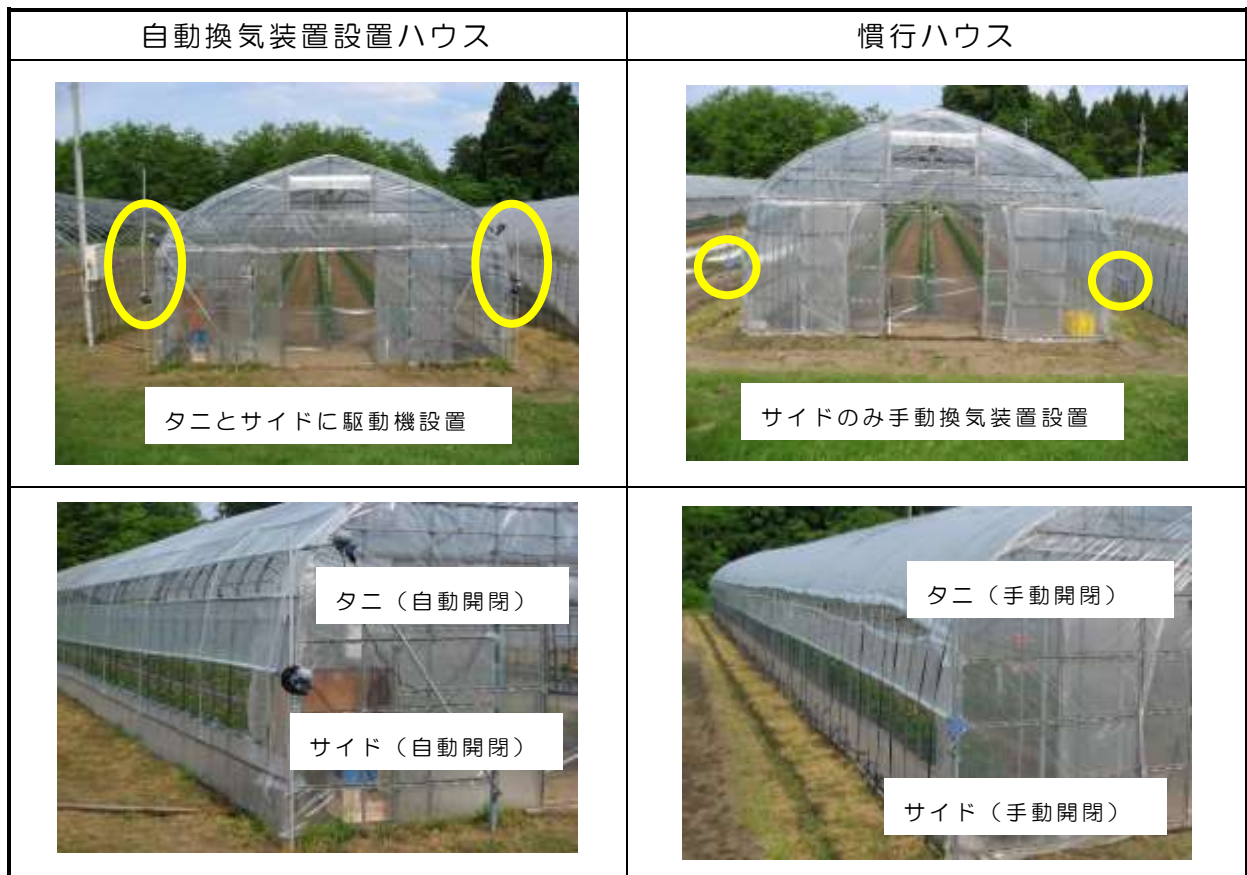 自動換気装置設置ハウス
慣行ハウス
タニとサイドに駆動機設置
サイドのみ手動換気装置設置
タニ（自動開閉）
サイド（自動開閉）
タニ（手動開閉）
サイド（手動開閉）